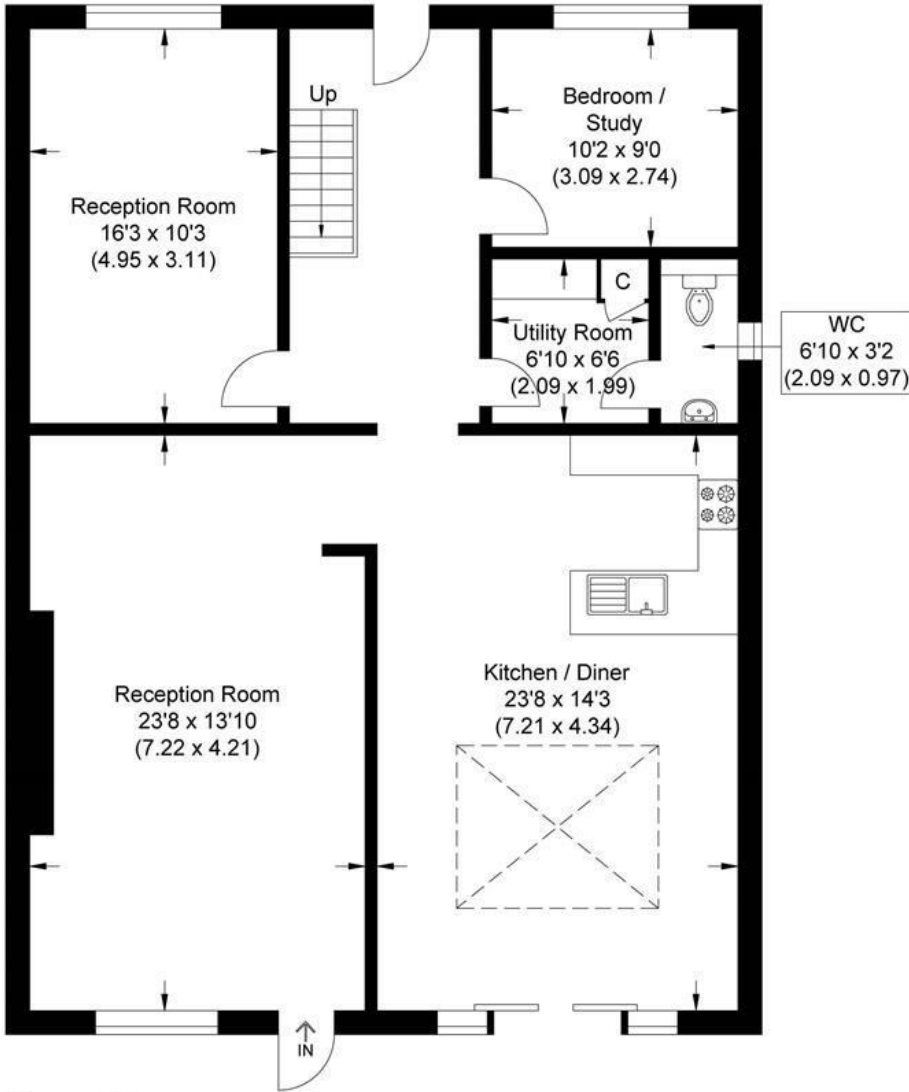 Up
Bedroom /
Study
10'2 x 9'0
(3.09 x 2.74)
Reception Room
16'3 x 10'3
(4.95 x 3.11)
C
Utility Room
6'10 x 6'6
(2.09 x 1.99)
WC
6'10 x 3'2
(2.09 x 0.97)
Reception Room
23'8 x 13'10
(7.22 x 4.21)
Kitchen / Diner
23'8 x 14'3
(7.21 x 4.34)
IN